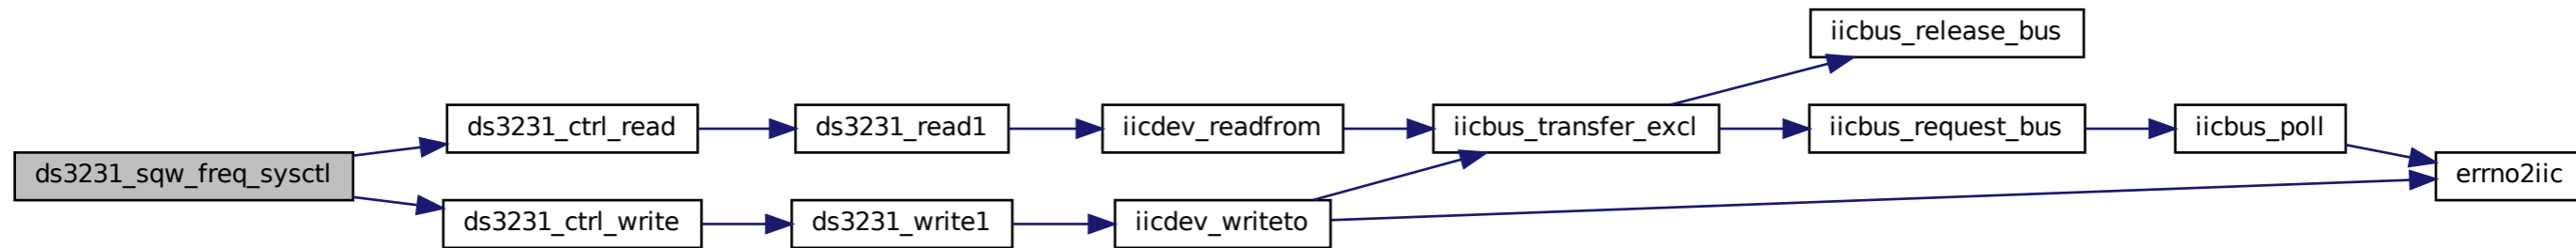 ds3231_sqw_freq_sysctl
ds3231_ctrl_read
ds3231_read1
iicdev_readfrom
iicbus_transfer_excl
iicbus_release_bus
iicbus_request_bus
iicbus_poll
errno2iic
ds3231_ctrl_write
ds3231_write1
iicdev_writeto